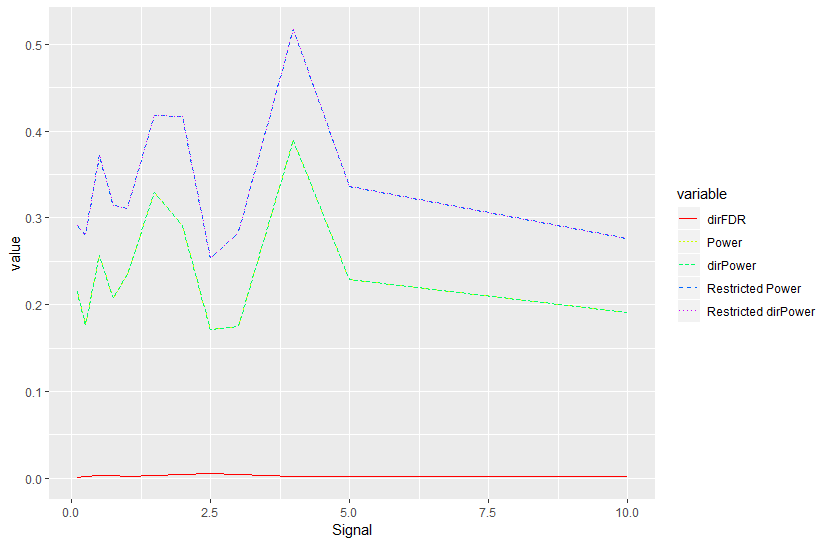 value
0.5
0.4
0.3
0.2
0.1
0.0
0.0
2.5
5.0
7.5
10.0
Signal
variable
dirFDR
Power
dirPower
Restricted Power
Restricted dirPower